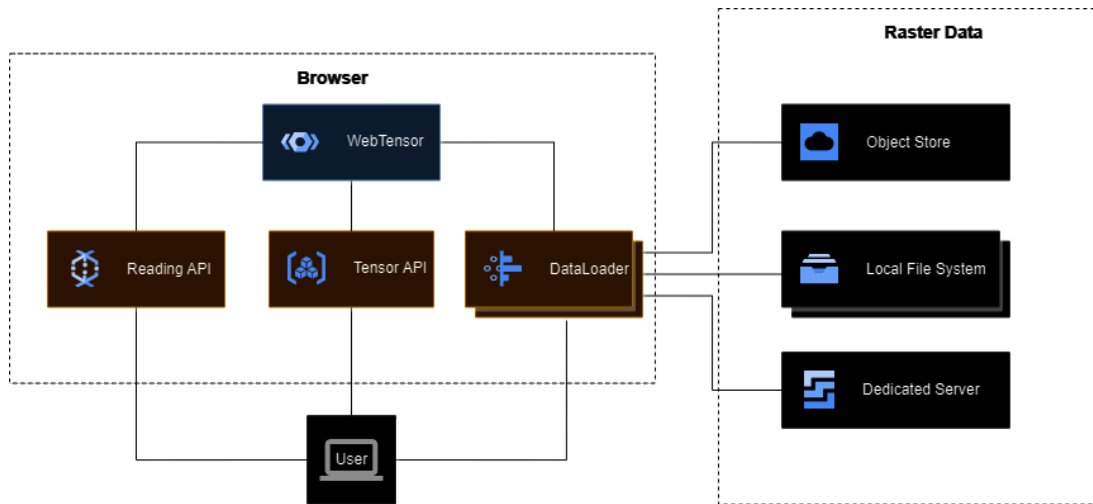 Raster Data
Browser
WebTensor
Object Store
Reading API
Tensor API
DataLoader
Local File System
Dedicated Server
User